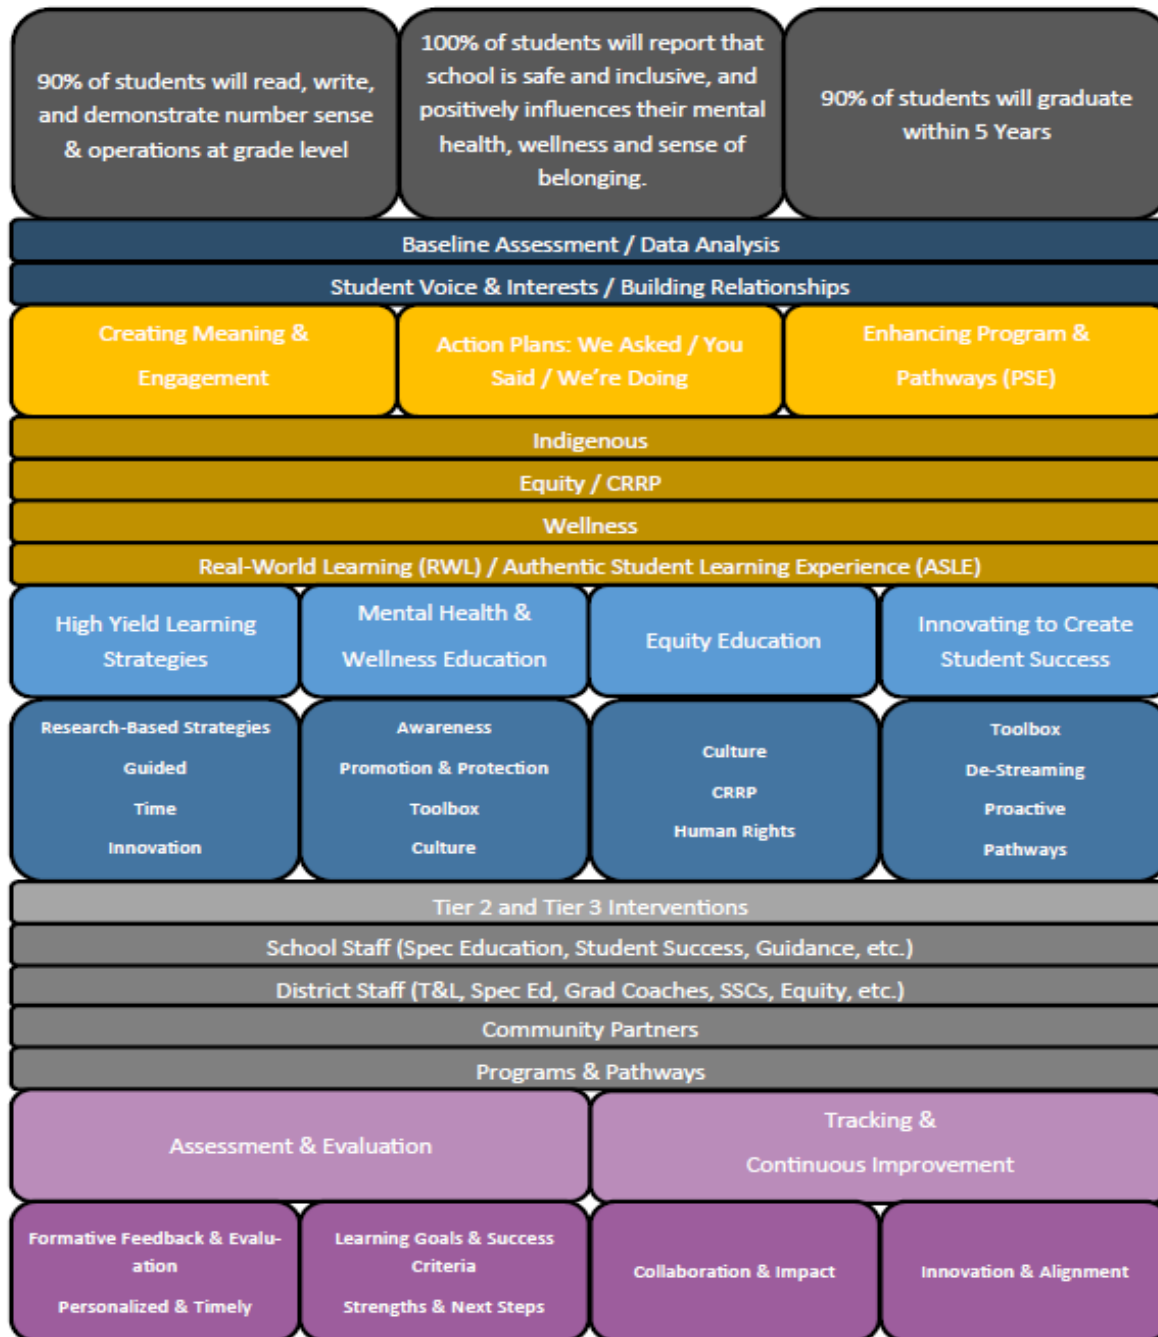 90% of students will read, write,
and demonstrate number sense
& operations at grade level
100% of students will report that
school is safe and inclusive, and
positively influences their mental
health, wellness and sense of
belonging.
90% of students will graduate
within 5 Years
Baseline Assessment / Data Analysis
Student Voice & Interests / Building Relationships
Creating Meaning &
Engagement
Action Plans: We Asked / You
Said / We're Doing
Enhancing Program &
Pathways (PSE)
Indigenous
Equity / CRRP
Wellness
Real-World Learning (RWL) / Authentic Student Learning Experience (ASLE)
High Yield Learning
Strategies
Mental Health &
Wellness Education
Equity Education
Innovating to Create
Student Success
Research-Based Strategies
Guided
Time
Innovation
Awareness
Promotion & Protection
Toolbox
Culture
Culture
CRRP
Human Rights
Toolbox
De-Streaming
Proactive
Pathways
Tier 2 and Tier 3 Interventions
School Staff (Spec Education, Student Success, Guidance, etc.)
District Staff (T&L, Spec Ed, Grad Coaches, SSCs, Equity, etc.)
Community Partners
Programs & Pathways
Assessment & Evaluation
Tracking &
Continuous Improvement
Formative Feedback & Evalu-
ation
Personalized & Timely
Learning Goals & Success
Criteria
Strengths & Next Steps
Collaboration & Impact
Innovation & Alignment